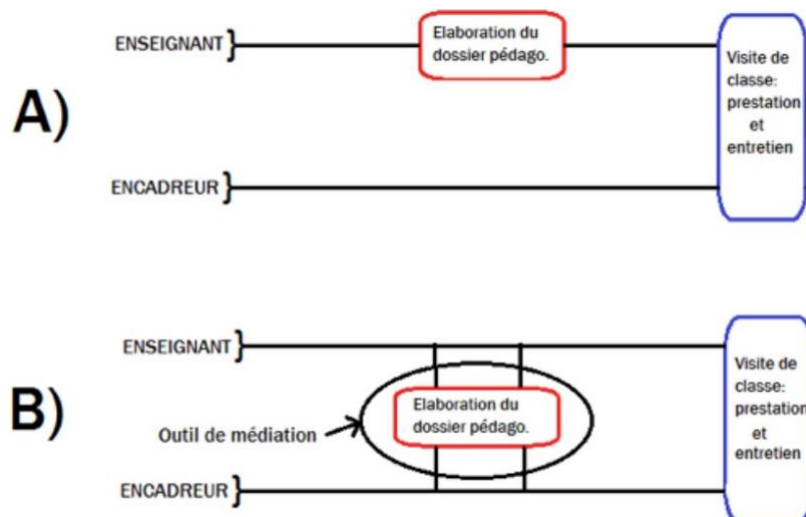 A)
ENSEIGNANT}
Elaboration du
dossier pédago.
Visite de
classe:
prestation
et
entretien
ENCADREUR}
B)
ENSEIGNANT}
Elaboration du
dossier pédago.
Outil de médiation
Visite de
classe:
prestation
et
entretien
ENCADREUR}